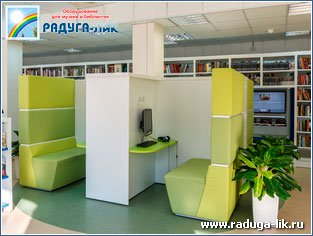 Оборудование
для музеев и библиотек
РАДУГА-ЛИК
www.raduga-lik.ru